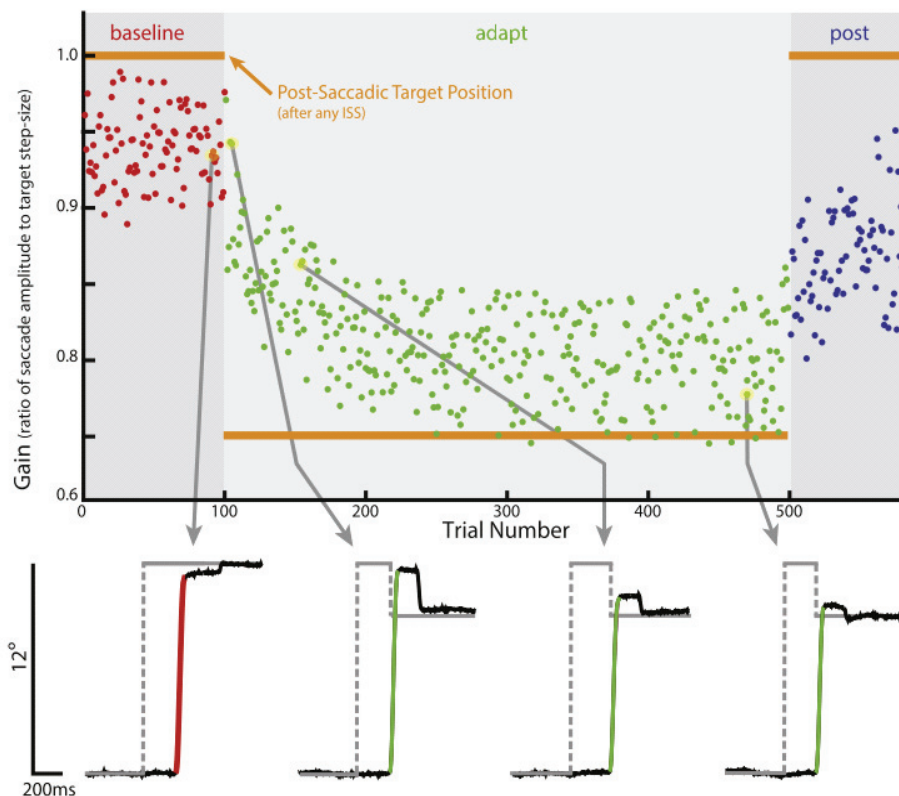 baseline
adapt
post
1.0
Post-Saccadic Target Position
(after any ISS)
0.9
0.8
0.6
Gain (ratio of saccade amplitude to target step-size)
0
100
200
300
400
500
Trial Number
12°
200ms